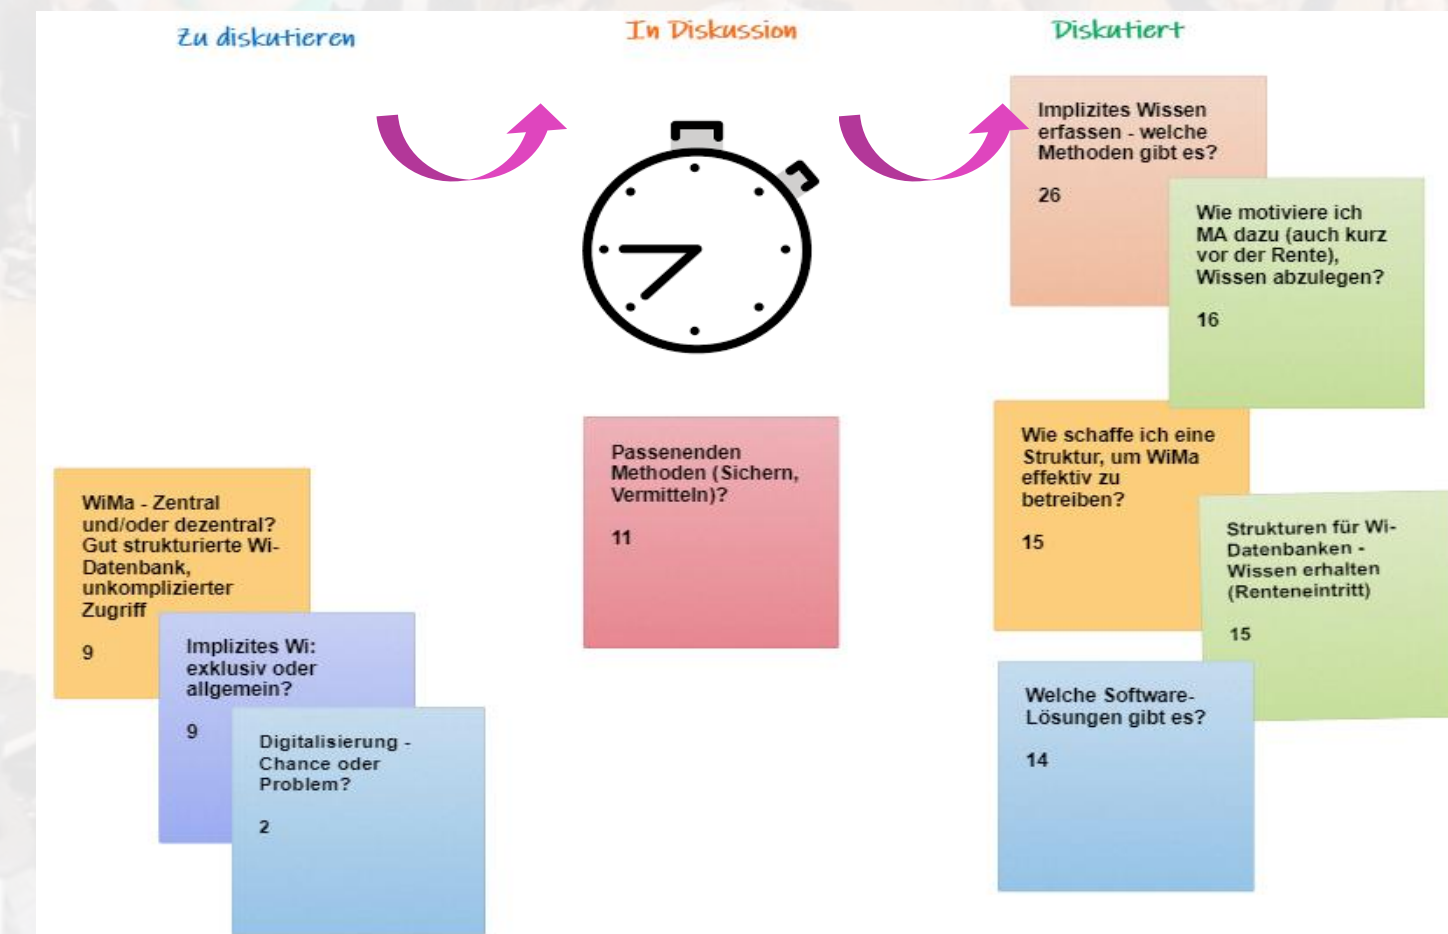 Zu diskutieren
In Diskussion
Diskutiert
WiMa - Zentral
und/oder dezentral?
Gut strukturierte Wi-
Datenbank,
unkomplizierter
Zugriff
9
Implizites Wi:
exklusiv oder
allgemein?
9
Digitalisierung -
Chance oder
Problem?
2
Passenenden
Methoden (Sichern,
Vermitteln)?
11
Implizites Wissen
erfassen - welche
Methoden gibt es?
26
Wie motiviere ich
MA dazu (auch kurz
vor der Rente),
Wissen abzulegen?
16
Wie schaffe ich eine
Struktur, um WiMa
effektiv zu
betreiben?
15
Strukturen für Wi-
Datenbanken -
Wissen erhalten
(Renteneintritt)
15
Welche Software-
Lösungen gibt es?
14